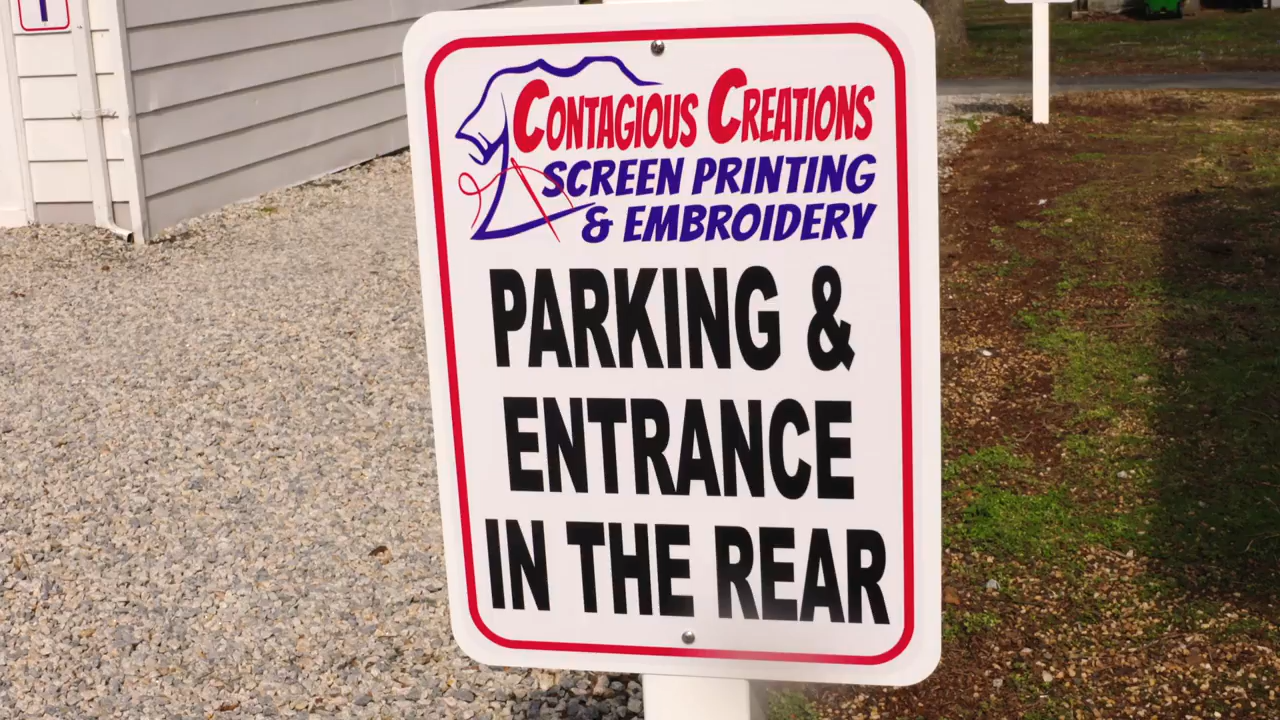 CONTAGIOUS CREATIONS
SCREEN PRINTING
& EMBROIDERY
PARKING &
ENTRANCE
IN THE REAR